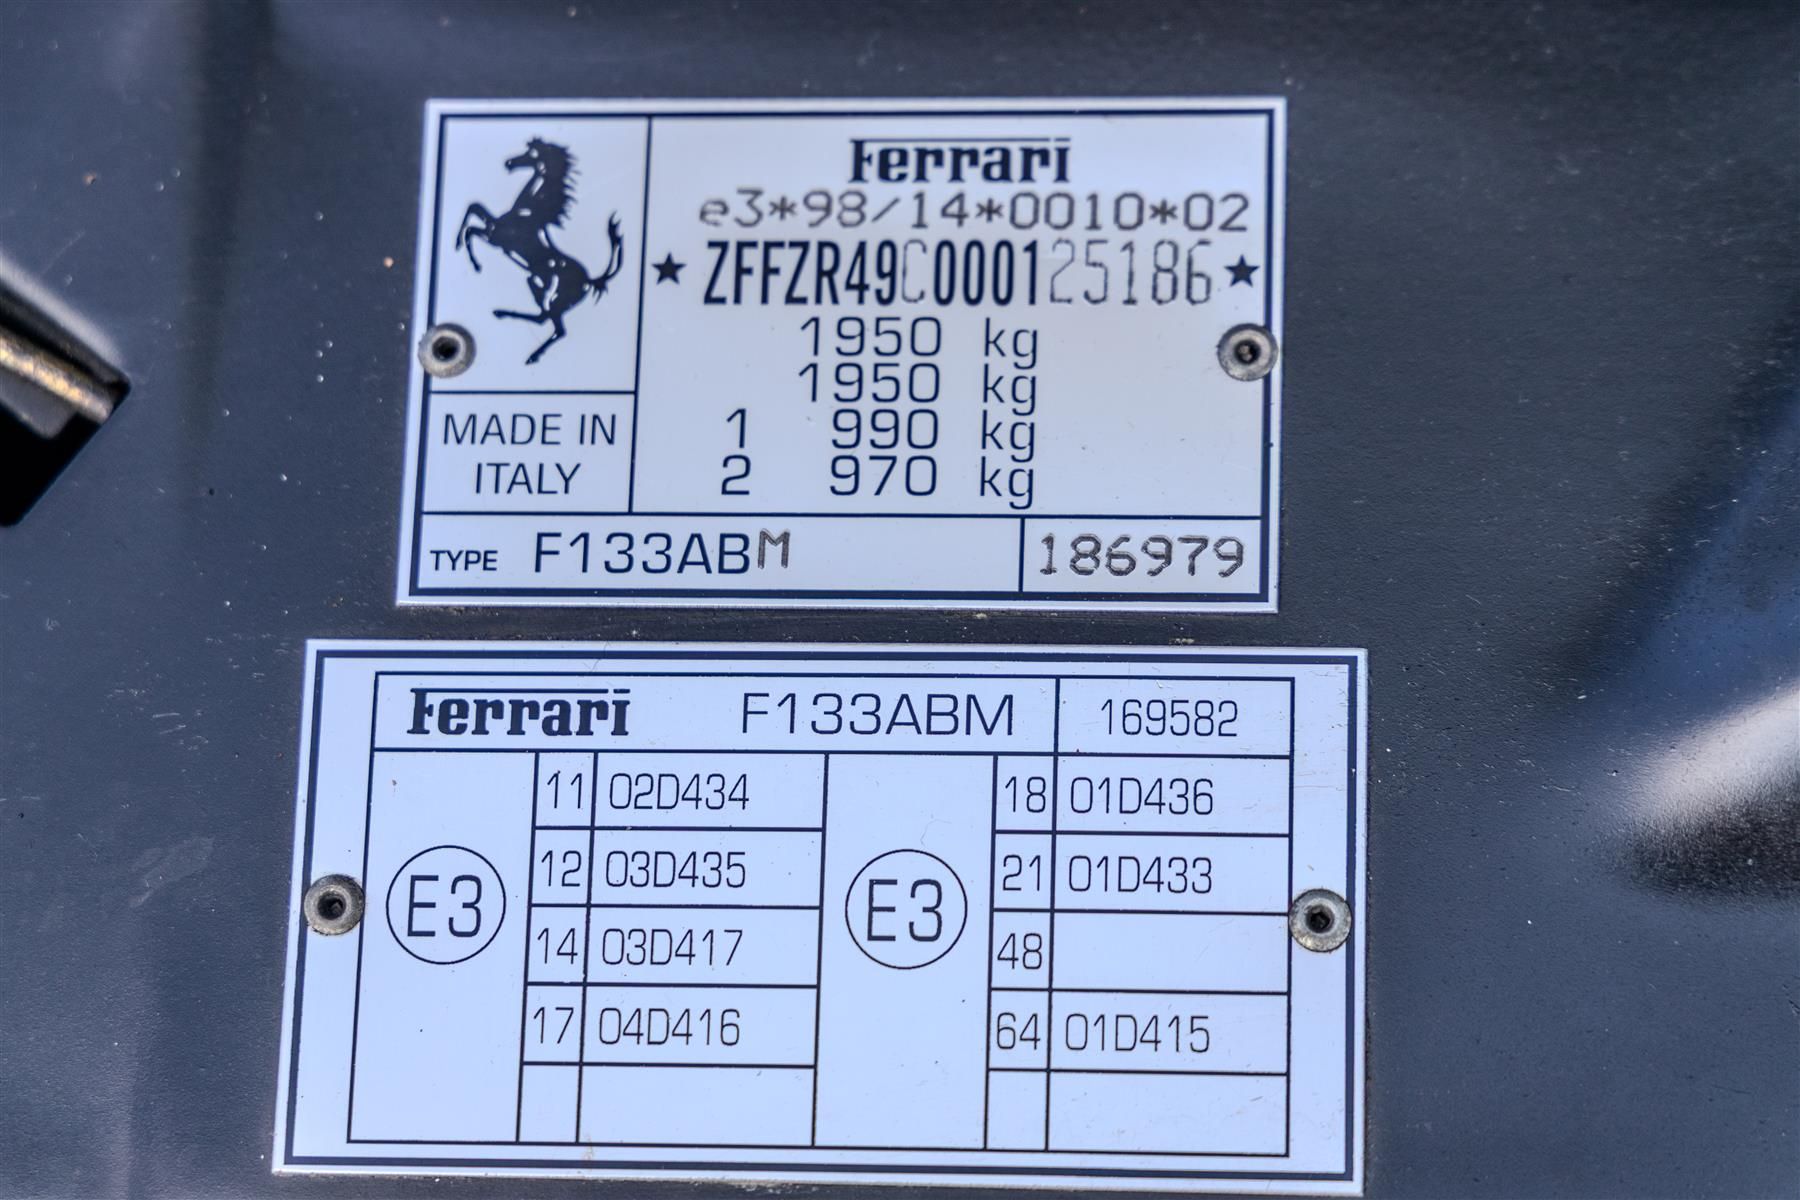 Ferrari
e3*98/14*0010*02
★ ZFFZR49C000125186 ★
1950 kg
1950 kg
1 990 kg
2 970 kg
MADE IN
ITALY
TYPE F133ABM 186979
Ferrari F133ABM 169582
E3
11 02D434
12 03D435
14 03D417
17 04D416
E3
18 01D436
21 01D433
48
64 01D415